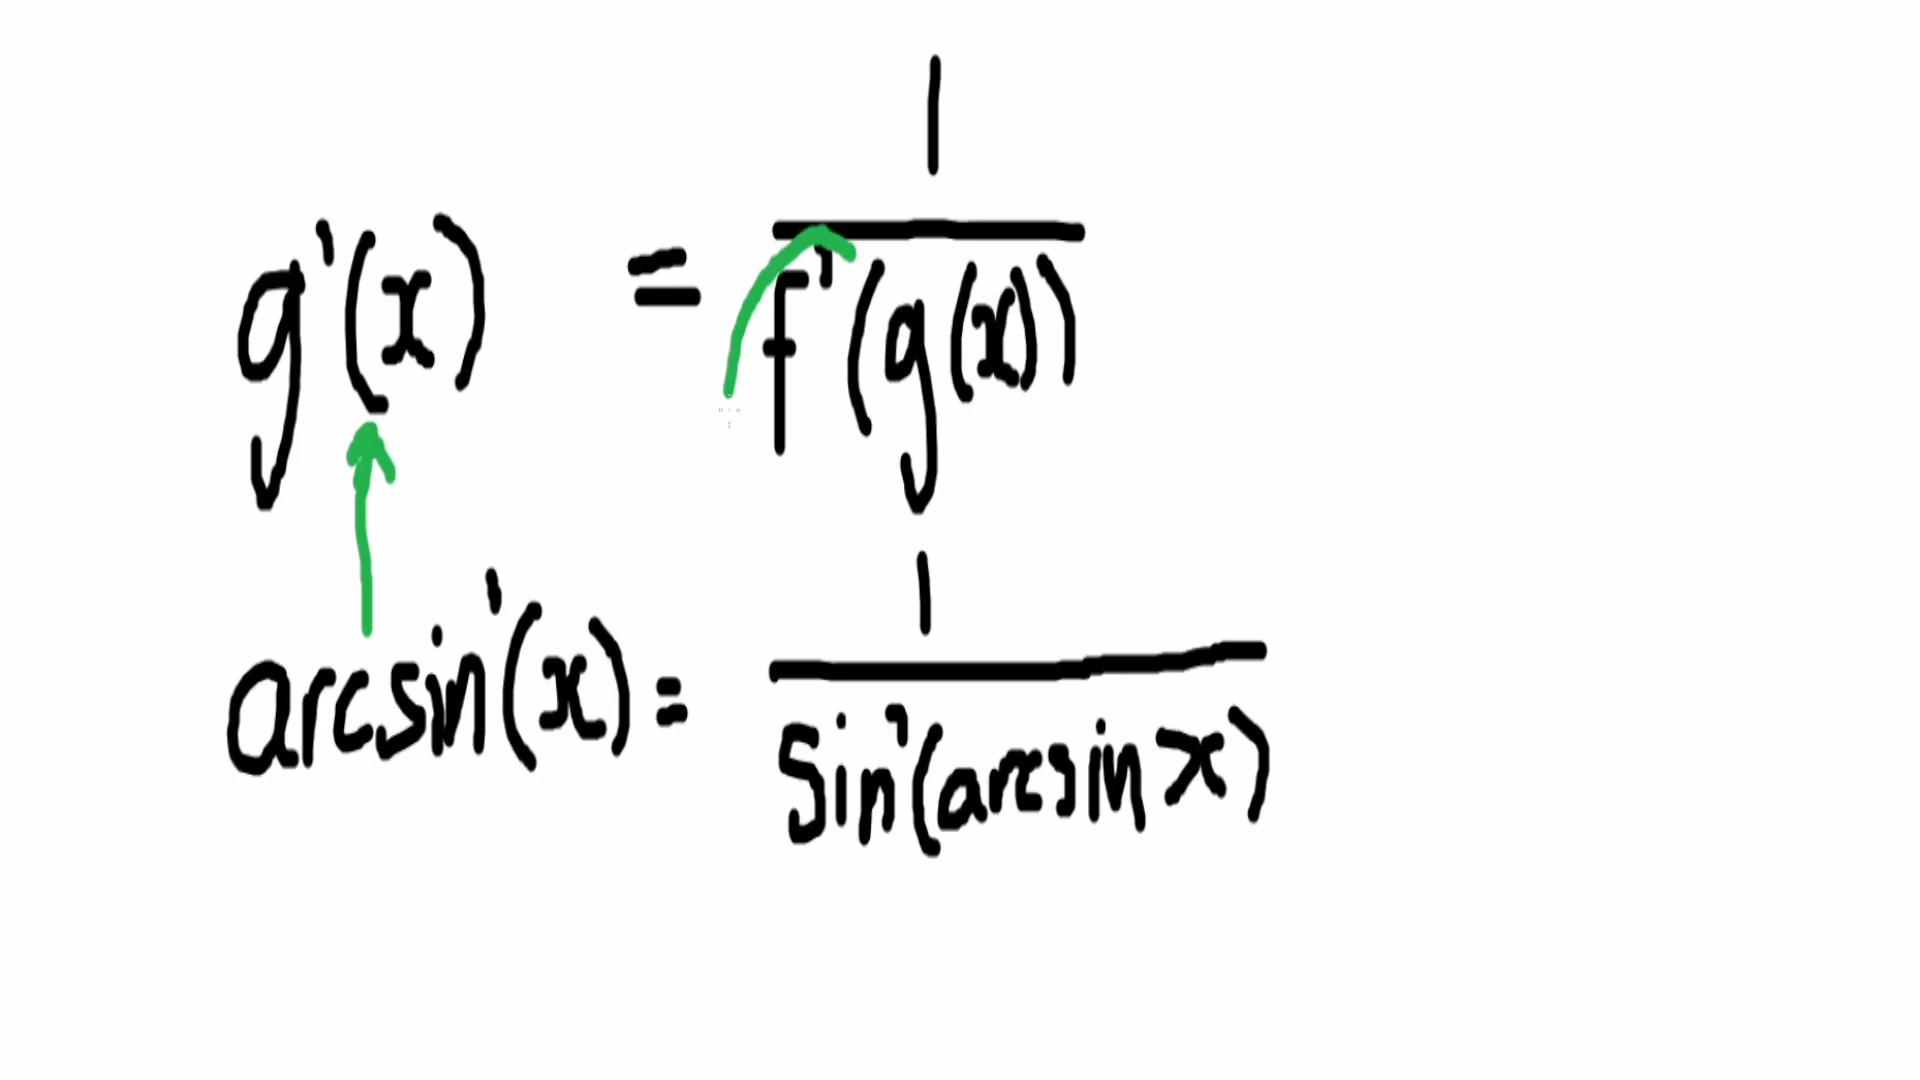 g'(x) = 1/f'(g(x))
arcsin'(x) = 1/sin'(arcsin x)